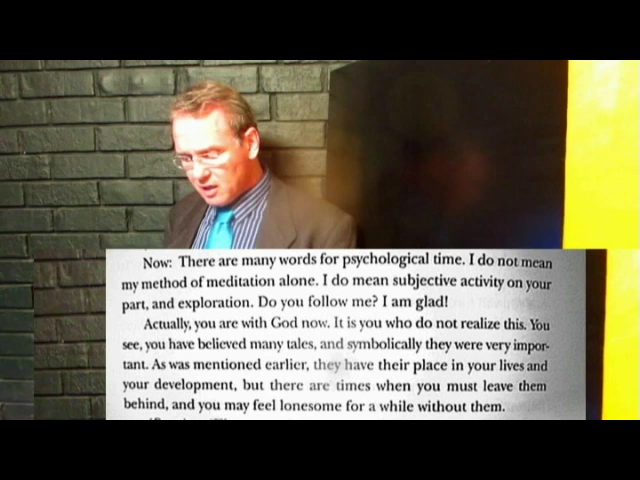 Now: There are many words for psychological time. I do not mean
my method of meditation alone. I do mean subjective activity on your
part, and exploration. Do you follow me? I am glad!
Actually, you are with God now. It is you who do not realize this. You
see, you have believed many tales, and symbolically they were very impor-
tant. As was mentioned earlier, they have their place in your lives and
your development, but there are times when you must leave them
behind, and you may feel lonesome for a while without them.